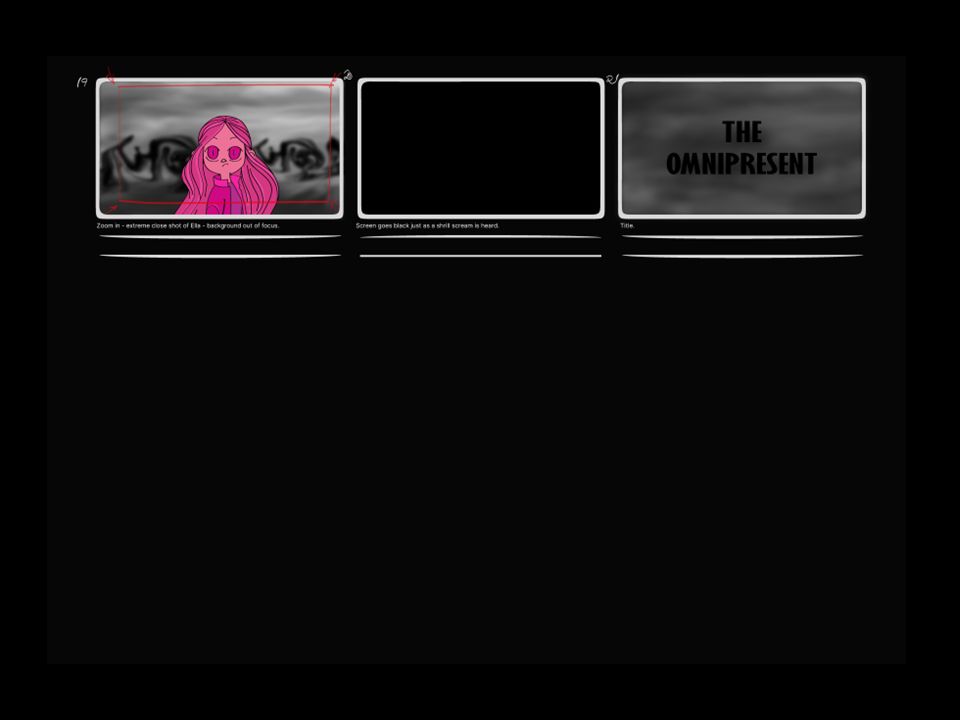 19
20
21
THE
OMNIPRESENT
Zoom in - extreme close shot of Ella - background out of focus.
Screen goes black just as a shrill scream is heard.
Title.